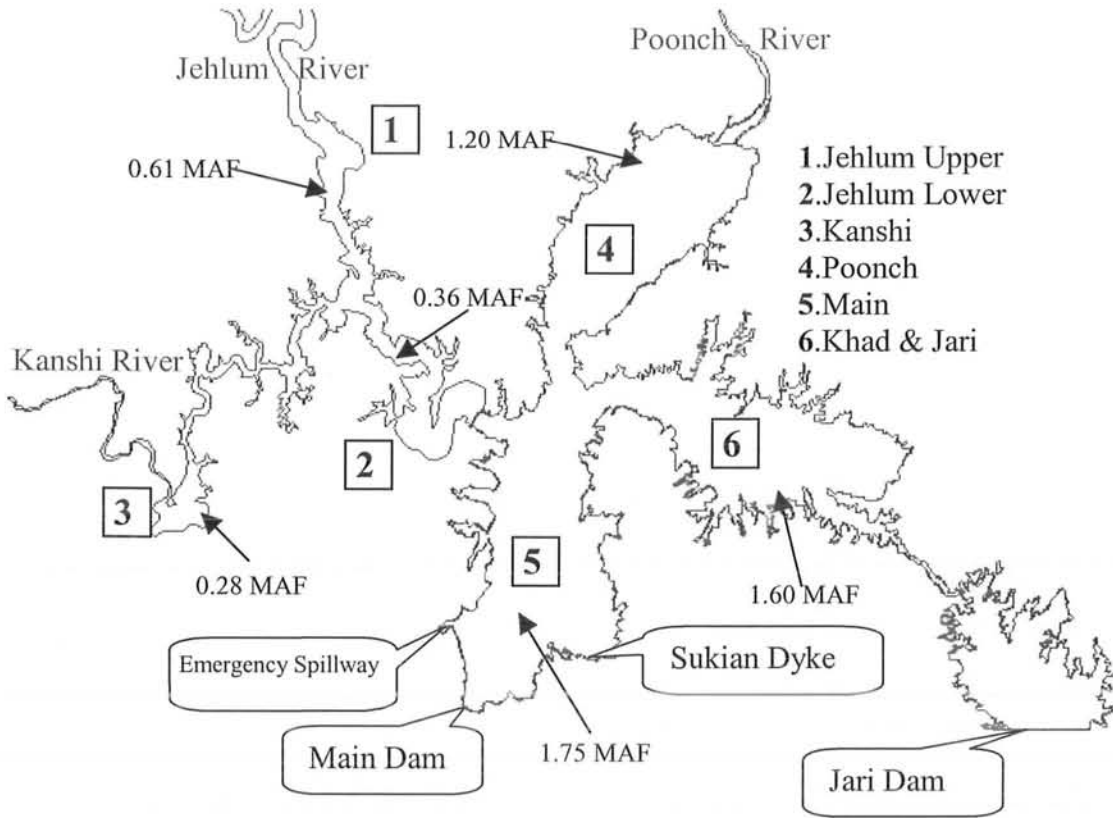 Jehlum River
Poonch River
1
0.61 MAF
1.20 MAF
1.Jehlum Upper
2.Jehlum Lower
3.Kanshi
4.Poonch
5.Main
6.Khad & Jari
4
0.36 MAF
Kanshi River
6
2
3
5
0.28 MAF
1.60 MAF
Emergency Spillway
Sukian Dyke
Main Dam
1.75 MAF
Jari Dam